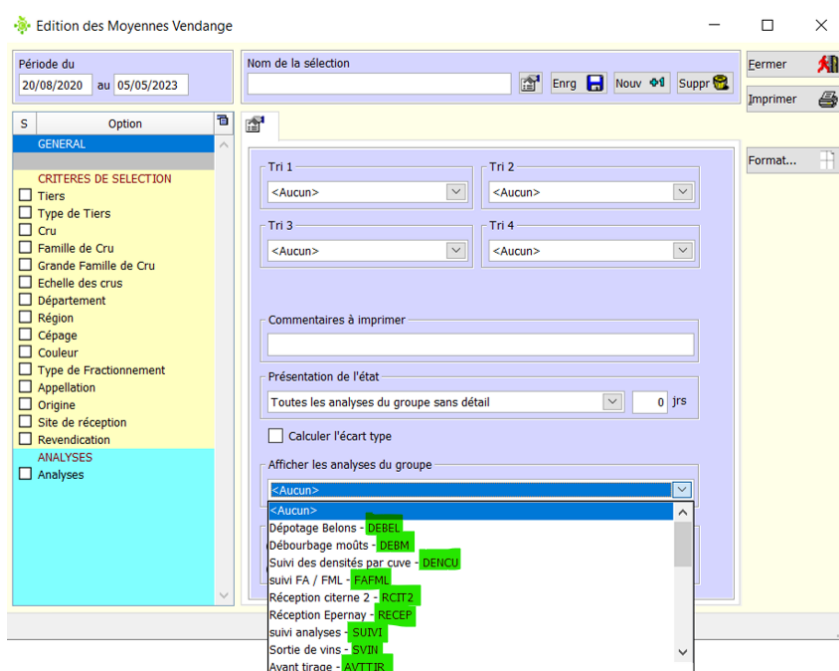 Edition des Moyennes Vendange
Période du
20/08/2020 au 05/05/2023
Nom de la sélection
Enrg Nouv Suppr
Fermer
Imprimer
Format...
S Option
GENERAL
CRITERES DE SELECTION
Tiers
Type de Tiers
Cru
Famille de Cru
Grande Famille de Cru
Echelle des crus
Département
Région
Cépage
Couleur
Type de Fractionnement
Appellation
Origine
Site de réception
Revendication
ANALYSES
Analyses
Tri 1
<Aucun>
Tri 2
<Aucun>
Tri 3
<Aucun>
Tri 4
<Aucun>
Commentaires à imprimer
Présentation de l'état
Toutes les analyses du groupe sans détail 0 jrs
Calculer l'écart type
Afficher les analyses du groupe
<Aucun>
<Aucun>
Dépotage Belons - DEBEL
Débourbage moûts - DEBM
Suivi des densités par cuve - DENCU
suivi FA / FML - FAFML
Réception citerne 2 - RCIT2
Réception Epernay - RECEP
suivi analyses - SUIVI
Sortie de vins - SVIN
Avant tirage - AVTTIR